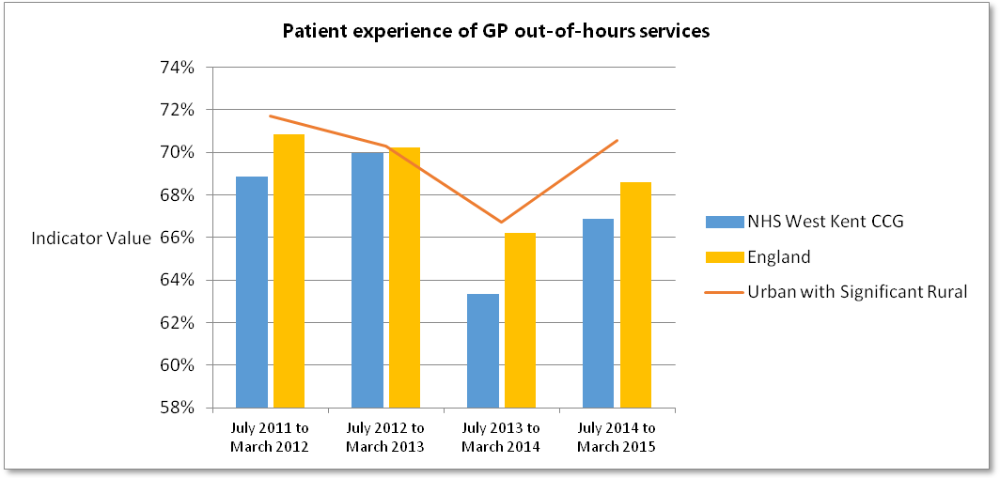 Patient experience of GP out-of-hours services
74%
72%
70%
68%
66%
64%
62%
60%
58%
Indicator Value
July 2011 to
March 2012
July 2012 to
March 2013
July 2013 to
March 2014
July 2014 to
March 2015
NHS West Kent CCG
England
Urban with Significant Rural